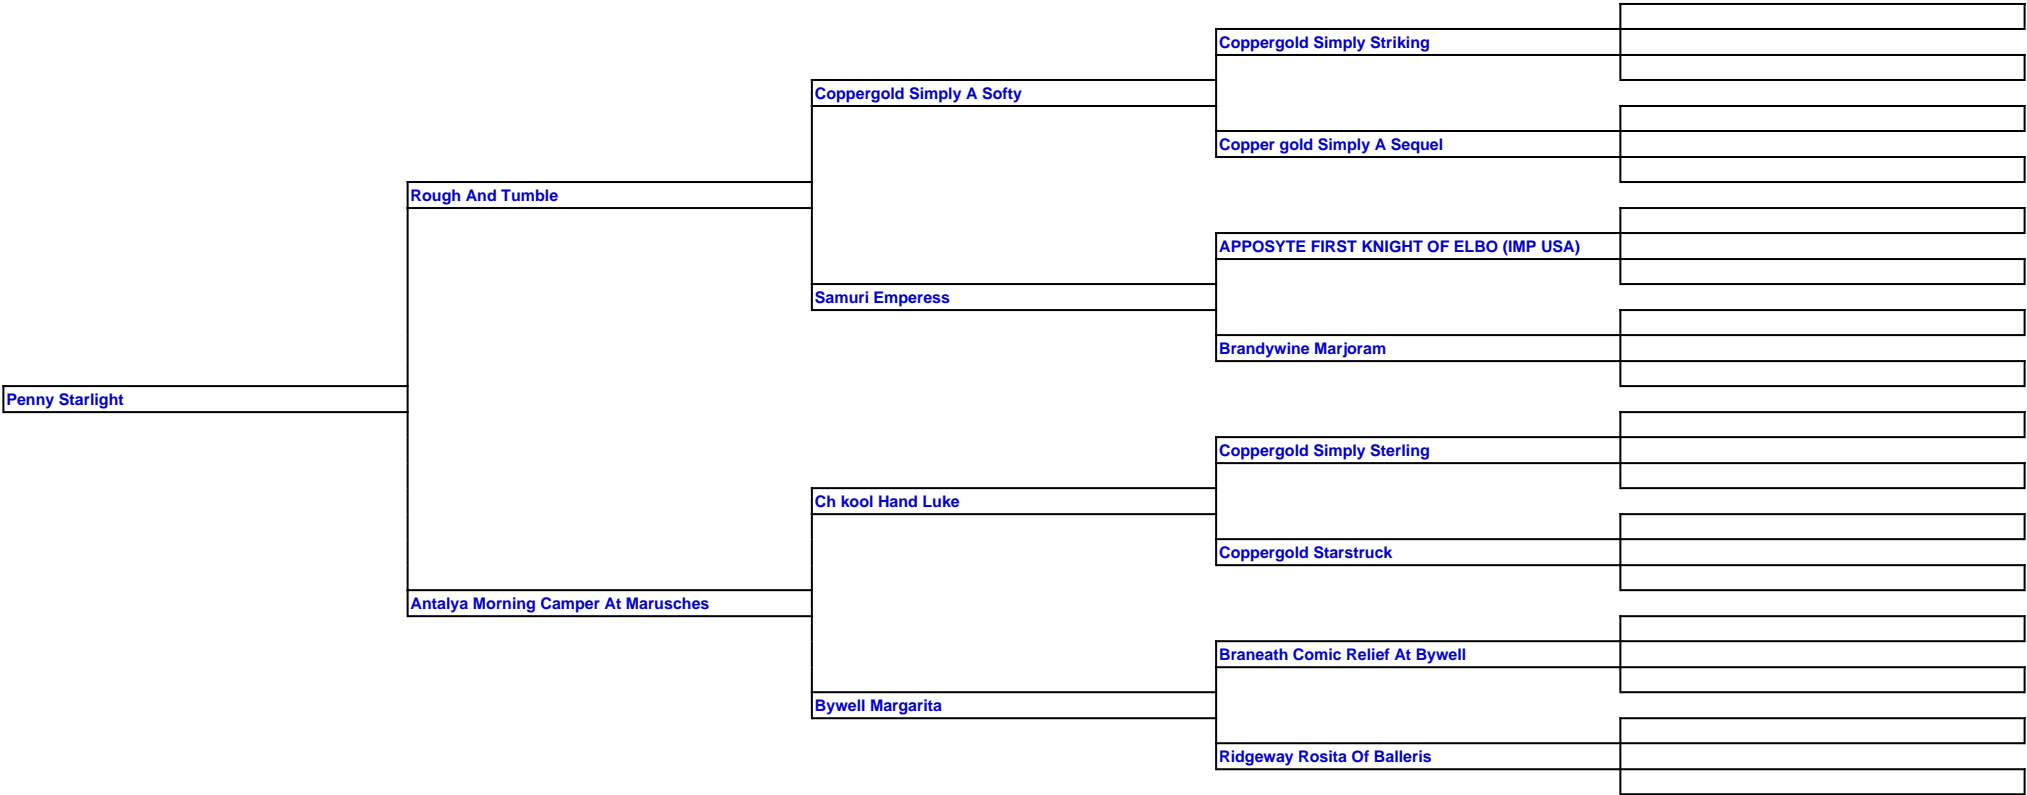 Coppergold Simply Striking
Coppergold Simply A Softy
Copper gold Simply A Sequel
Rough And Tumble
APPOSYTE FIRST KNIGHT OF ELBO (IMP USA)
Samuri Emperess
Brandywine Marjoram
Penny Starlight
Coppergold Simply Sterling
Ch kool Hand Luke
Coppergold Starstruck
Antalya Morning Camper At Marusches
Braneath Comic Relief At Bywell
Bywell Margarita
Ridgeway Rosita Of Balleris